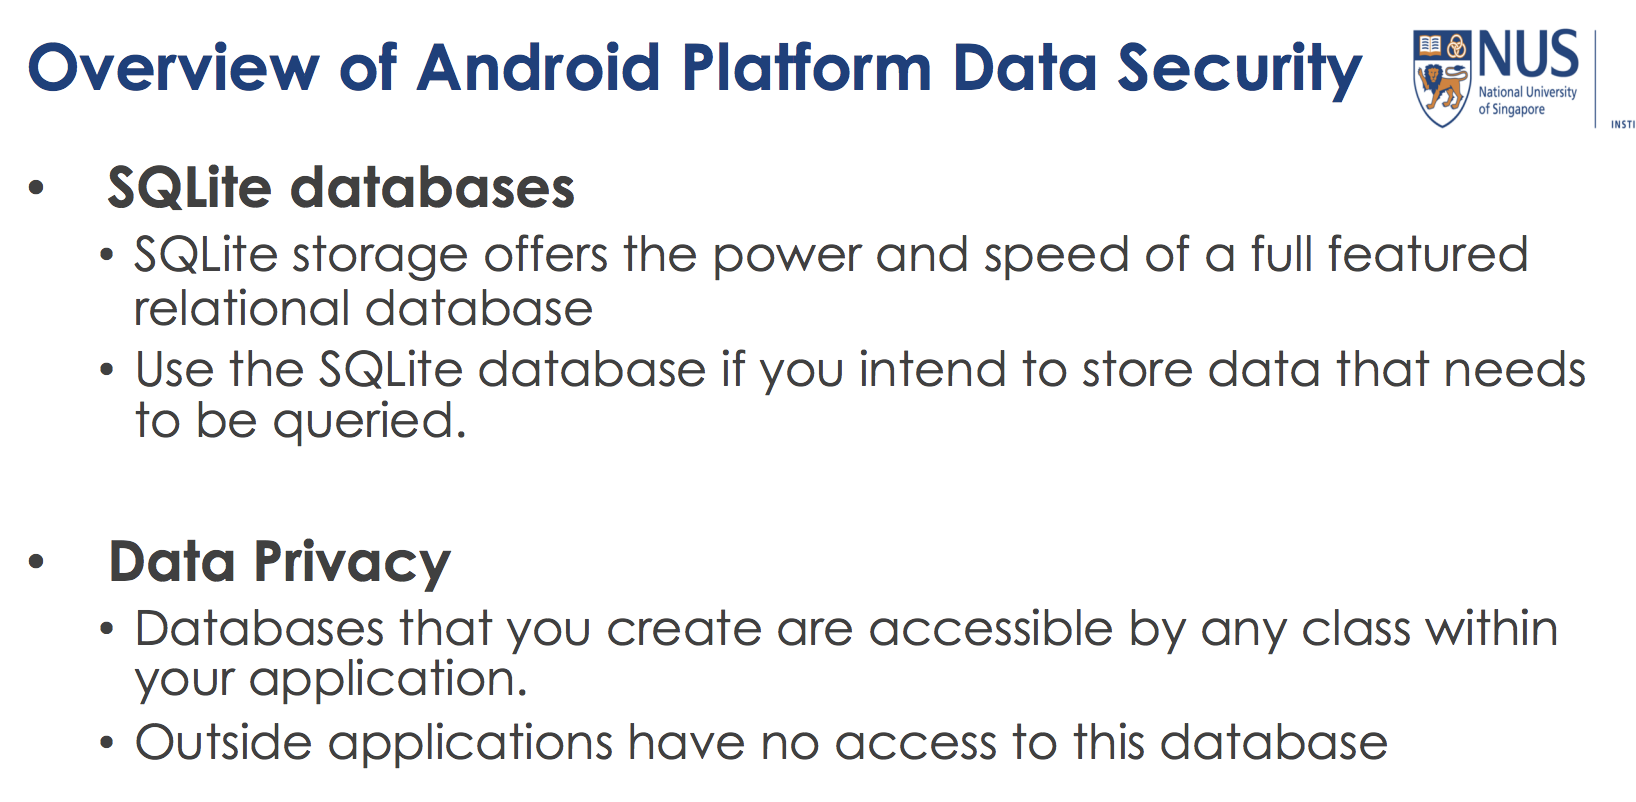 Overview of Android Platform Data Security
NUS
National University
of Singapore
INSTI
• SQLite databases
• SQLite storage offers the power and speed of a full featured
relational database
• Use the SQLite database if you intend to store data that needs
to be queried.
• Data Privacy
• Databases that you create are accessible by any class within
your application.
• Outside applications have no access to this database